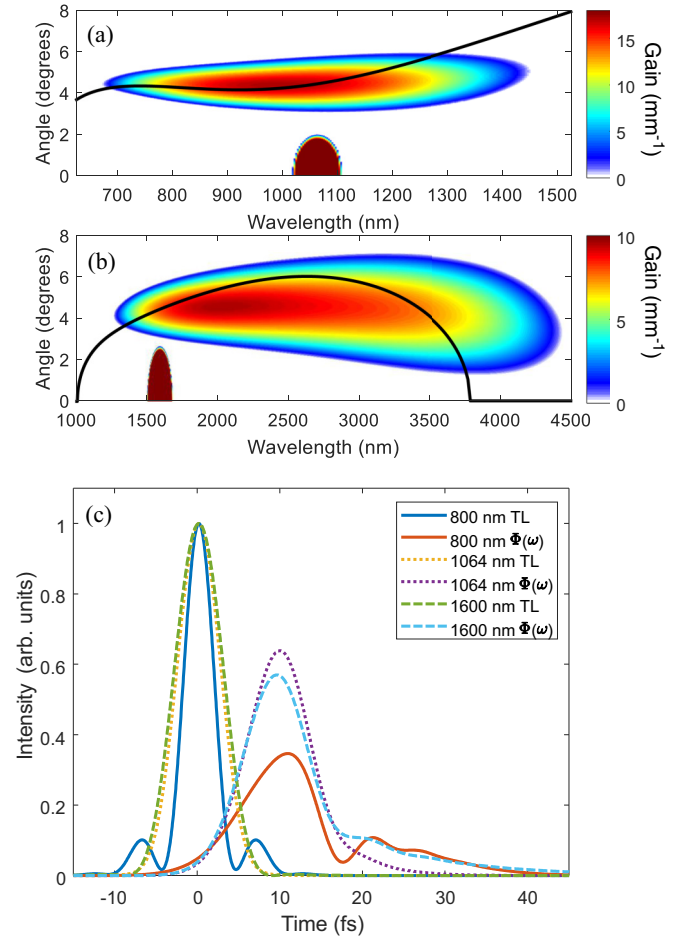 (a)
8
6
4
2
0
Angle (degrees)
700 800 900 1000 1100 1200 1300 1400 1500
Wavelength (nm)
15
10
5
0
Gain (mm-1)
(b)
8
6
4
2
0
Angle (degrees)
1000 1500 2000 2500 3000 3500 4000 4500
Wavelength (nm)
10
5
0
Gain (mm-1)
(c)
1
0.8
0.6
0.4
0.2
0
Intensity (arb. units)
-10 0 10 20 30 40
Time (fs)
800 nm TL
800 nm Φ(ω)
1064 nm TL
1064 nm Φ(ω)
1600 nm TL
1600 nm Φ(ω)